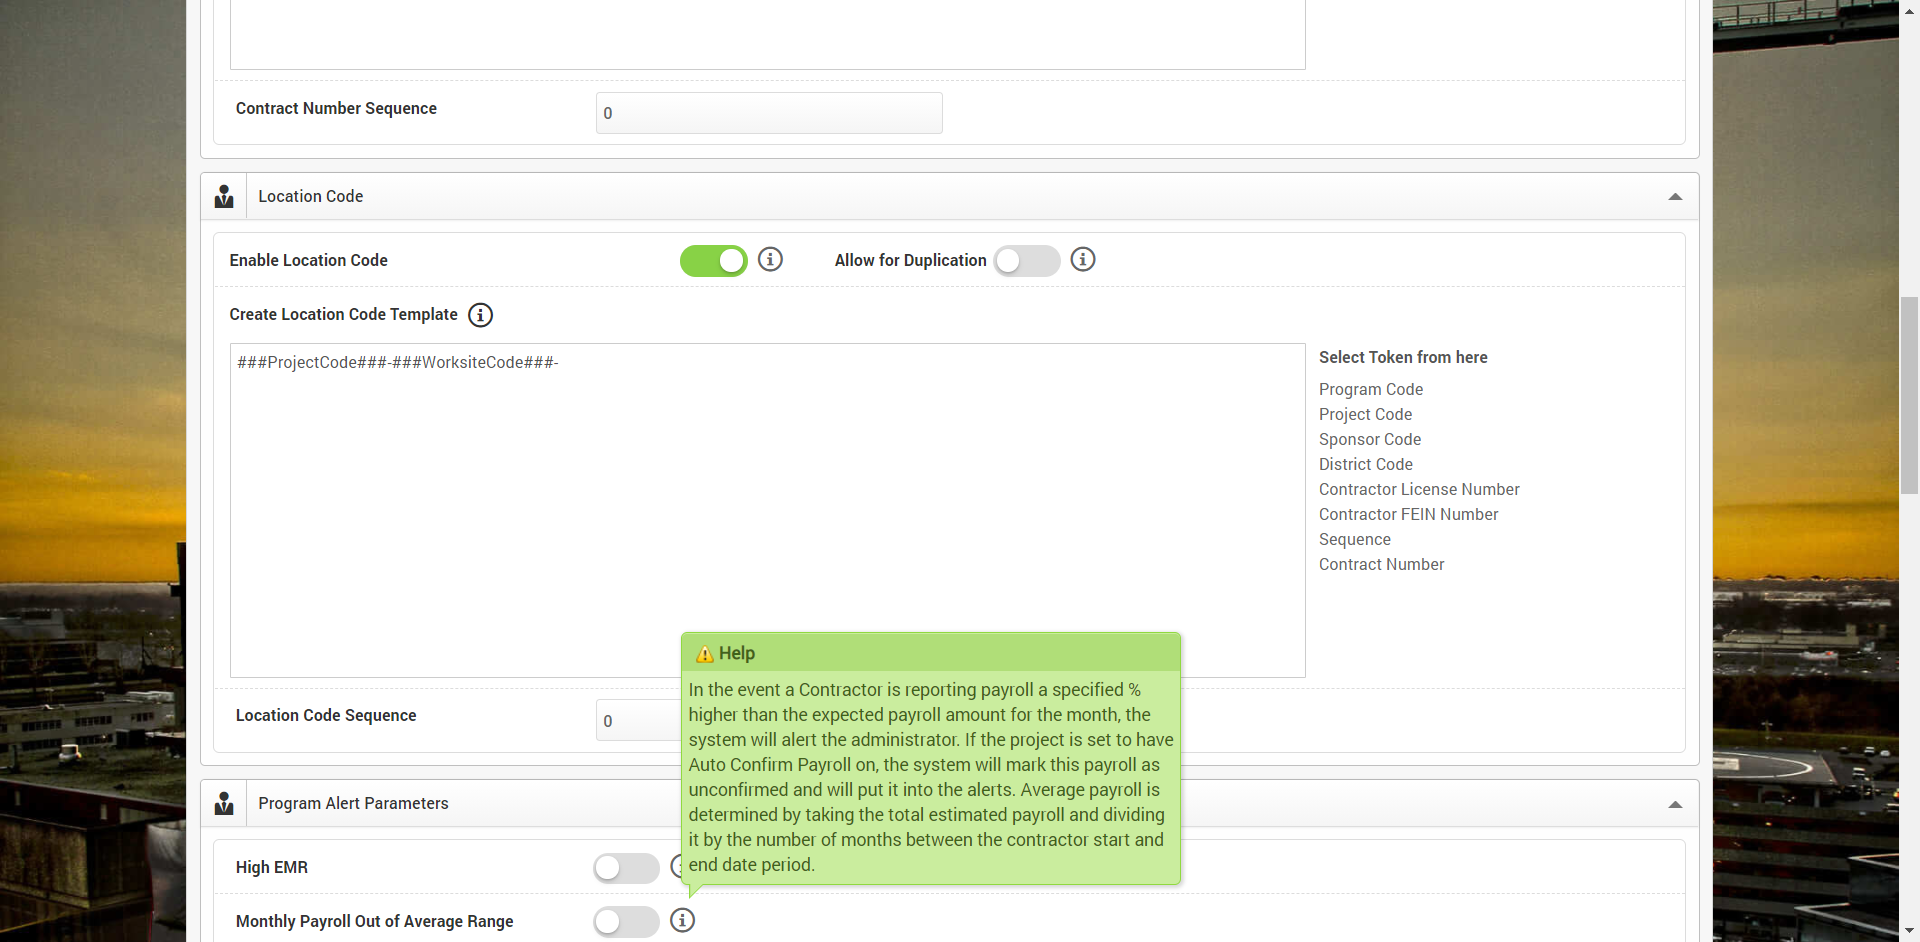 Contract Number Sequence
0
Location Code
Enable Location Code
Allow for Duplication
Create Location Code Template
###ProjectCode###-###WorksiteCode###-
Select Token from here
Program Code
Project Code
Sponsor Code
District Code
Contractor License Number
Contractor FEIN Number
Sequence
Contract Number
Help
In the event a Contractor is reporting payroll a specified %
higher than the expected payroll amount for the month, the
system will alert the administrator. If the project is set to have
Auto Confirm Payroll on, the system will mark this payroll as
unconfirmed and will put it into the alerts. Average payroll is
determined by taking the total estimated payroll and dividing
it by the number of months between the contractor start and
end date period.
Location Code Sequence
0
Program Alert Parameters
High EMR
Monthly Payroll Out of Average Range